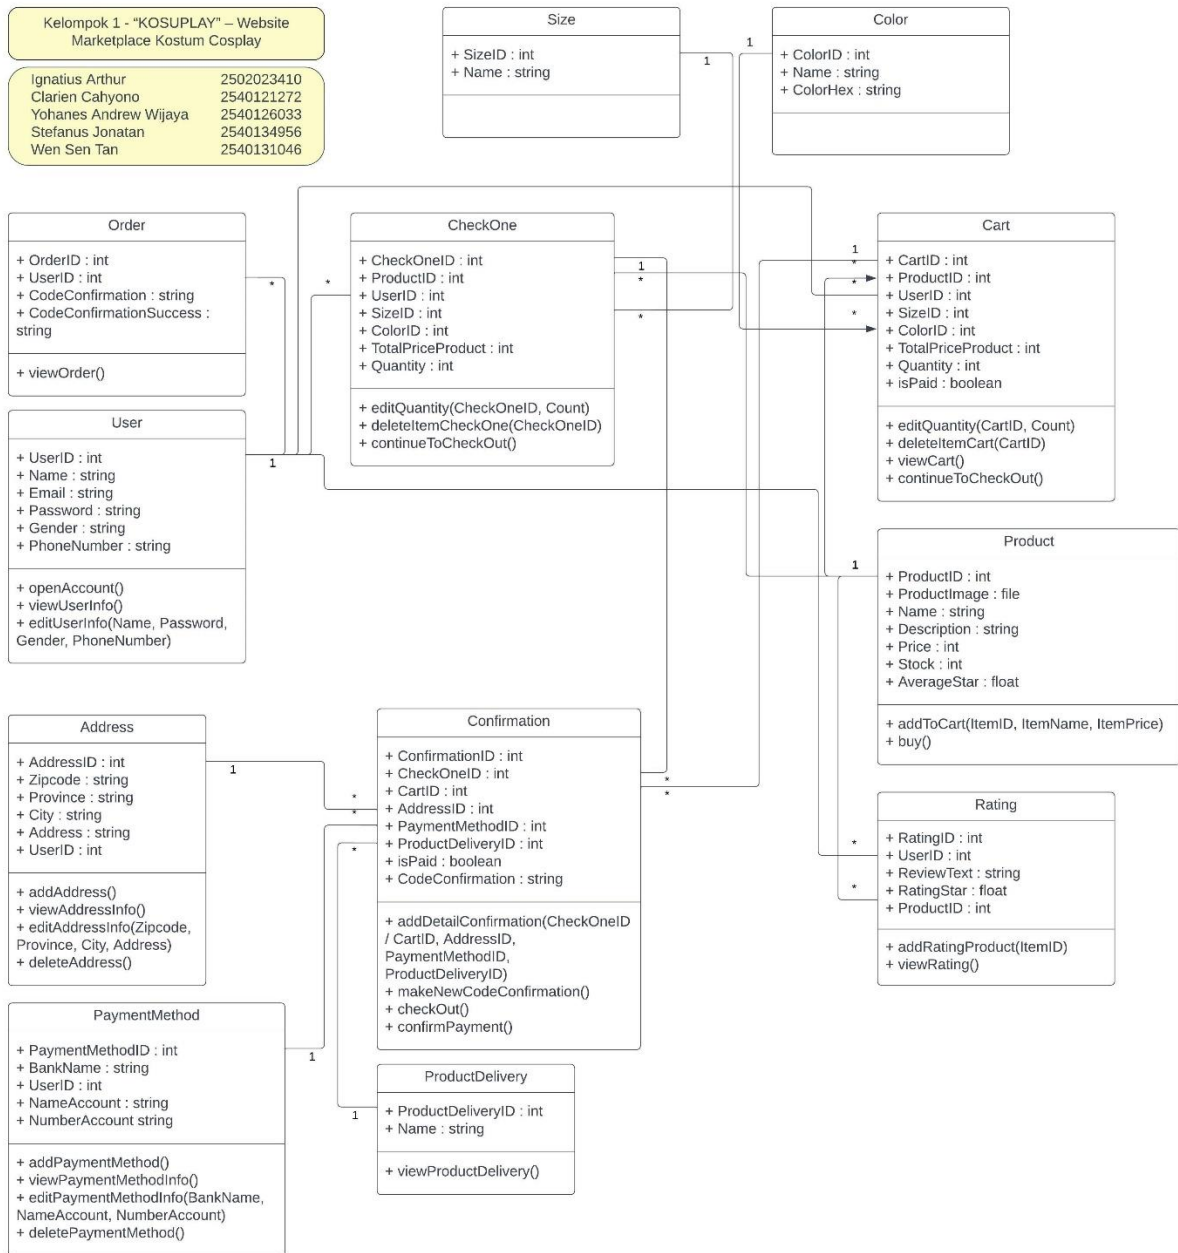 Kelompok 1 - “KOSUPLAY” – Website
Marketplace Kostum Cosplay
Ignatius Arthur 2502023410
Clarien Cahyono 2540121272
Yohanes Andrew Wijaya 2540126033
Stefanus Jonatan 2540134956
Wen Sen Tan 2540131046
Size
+ SizeID : int
+ Name : string
1
Color
+ ColorID : int
+ Name : string
+ ColorHex : string
1
Order
+ OrderID : int
+ UserID : int
+ CodeConfirmation : string
+ CodeConfirmationSuccess :
string
+ viewOrder()
*
CheckOne
+ CheckOneID : int
+ ProductID : int
+ UserID : int
+ SizeID : int
+ ColorID : int
+ TotalPriceProduct : int
+ Quantity : int
+ editQuantity(CheckOneID, Count)
+ deleteItemCheckOne(CheckOneID)
+ continueToCheckOut()
*
1
*
*
Cart
+ CartID : int
+ ProductID : int
+ UserID : int
+ SizeID : int
+ ColorID : int
+ TotalPriceProduct : int
+ Quantity : int
+ isPaid : boolean
+ editQuantity(CartID, Count)
+ deleteItemCart(CartID)
+ viewCart()
+ continueToCheckOut()
1
*
*
*
User
+ UserID : int
+ Name : string
+ Email : string
+ Password : string
+ Gender : string
+ PhoneNumber : string
+ openAccount()
+ viewUserInfo()
+ editUserInfo(Name, Password,
Gender, PhoneNumber)
1
Product
+ ProductID : int
+ ProductImage : file
+ Name : string
+ Description : string
+ Price : int
+ Stock : int
+ AverageStar : float
+ addToCart(ItemID, ItemName, ItemPrice)
+ buy()
1
Address
+ AddressID : int
+ Zipcode : string
+ Province : string
+ City : string
+ Address : string
+ UserID : int
+ addAddress()
+ viewAddressInfo()
+ editAddressInfo(Zipcode,
Province, City, Address)
+ deleteAddress()
1
Confirmation
+ ConfirmationID : int
+ CheckOneID : int
+ CartID : int
+ AddressID : int
+ PaymentMethodID : int
+ ProductDeliveryID : int
+ isPaid : boolean
+ CodeConfirmation : string
+ addDetailConfirmation(CheckOneID
/ CartID, AddressID,
PaymentMethodID,
ProductDeliveryID)
+ makeNewCodeConfirmation()
+ checkOut()
+ confirmPayment()
*
*
*
*
*
Rating
+ RatingID : int
+ UserID : int
+ ReviewText : string
+ RatingStar : float
+ ProductID : int
+ addRatingProduct(ItemID)
+ viewRating()
*
*
PaymentMethod
+ PaymentMethodID : int
+ BankName : string
+ UserID : int
+ NameAccount : string
+ NumberAccount string
+ addPaymentMethod()
+ viewPaymentMethodInfo()
+ editPaymentMethodInfo(BankName,
NameAccount, NumberAccount)
+ deletePaymentMethod()
1
ProductDelivery
+ ProductDeliveryID : int
+ Name : string
+ viewProductDelivery()
1